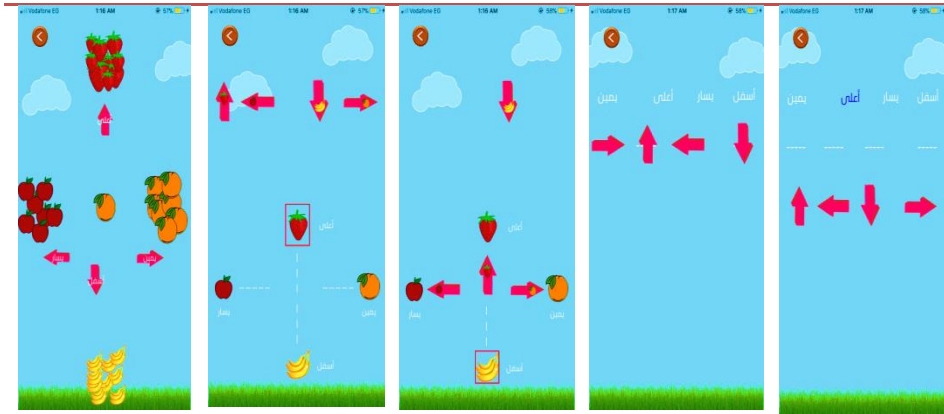 Vodafone EG 1:16 AM 57%
أعلى
يسار
يمين
أسفل
Vodafone EG 1:16 AM 57%
أعلى
يسار
يمين
أسفل
Vodafone EG 1:16 AM 58%
أعلى
يسار
يمين
أسفل
Vodafone EG 1:17 AM 58%
يمين أعلى يسار أسفل
Vodafone EG 1:17 AM 58%
يمين أعلى يسار أسفل